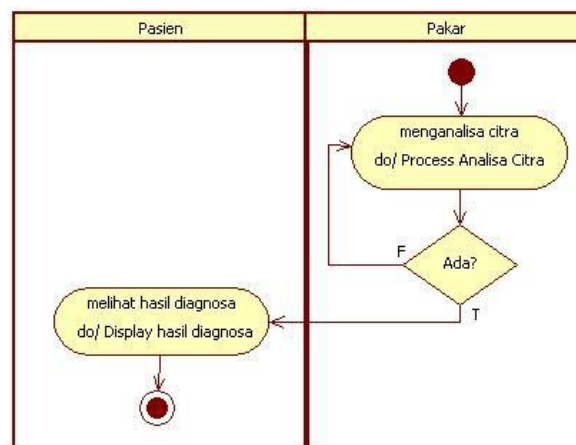 Pasien
Pakar
menganalisa citra
do/ Process Analisa Citra
F
Ada?
T
melihat hasil diagnosa
do/ Display hasil diagnosa